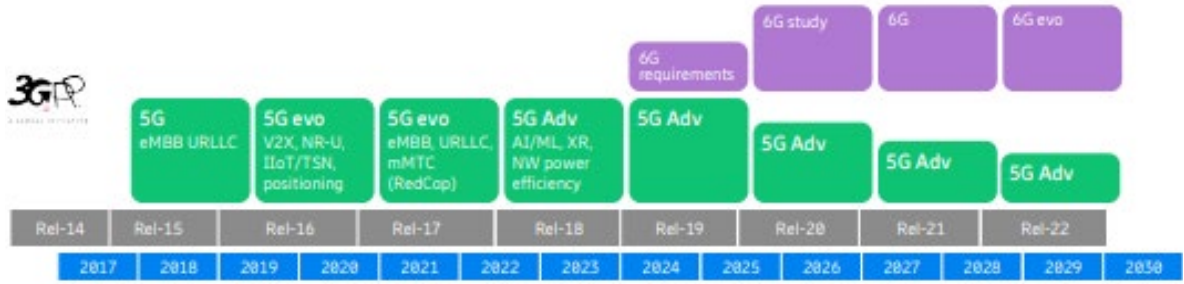 6G study
6G
6G evo
6G
requirements
3GPP
A GLOBAL INITIATIVE
5G
eMBB URLLC
5G evo
V2X, NR-U,
IIoT/TSN,
positioning
5G evo
eMBB, URLLC,
mMTC
(RedCap)
5G Adv
AI/ML, XR,
NW power
efficiency
5G Adv
5G Adv
5G Adv
5G Adv
Rel-14 Rel-15 Rel-16 Rel-17 Rel-18 Rel-19 Rel-20 Rel-21 Rel-22
2017 2018 2019 2020 2021 2022 2023 2024 2025 2026 2027 2028 2029 2030